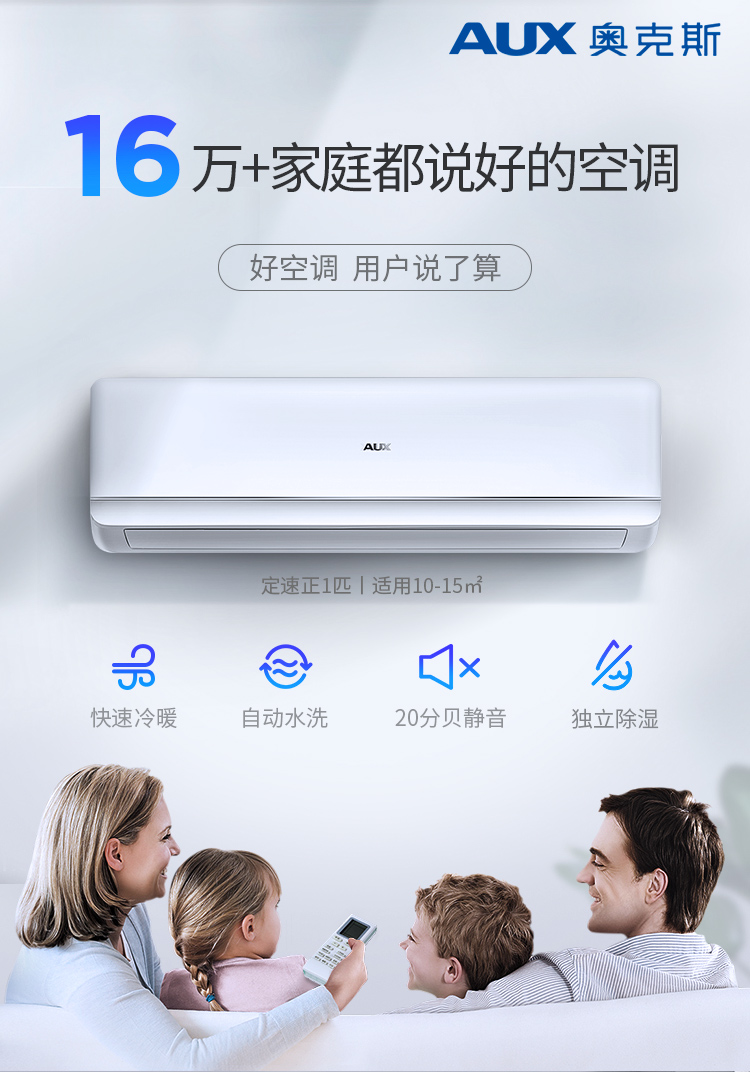 AUX 奥克斯
16万+家庭都说好的空调
好空调 用户说了算
AUX
定速正1匹丨适用10-15㎡
快速冷暖 自动水洗 20分贝静音 独立除湿